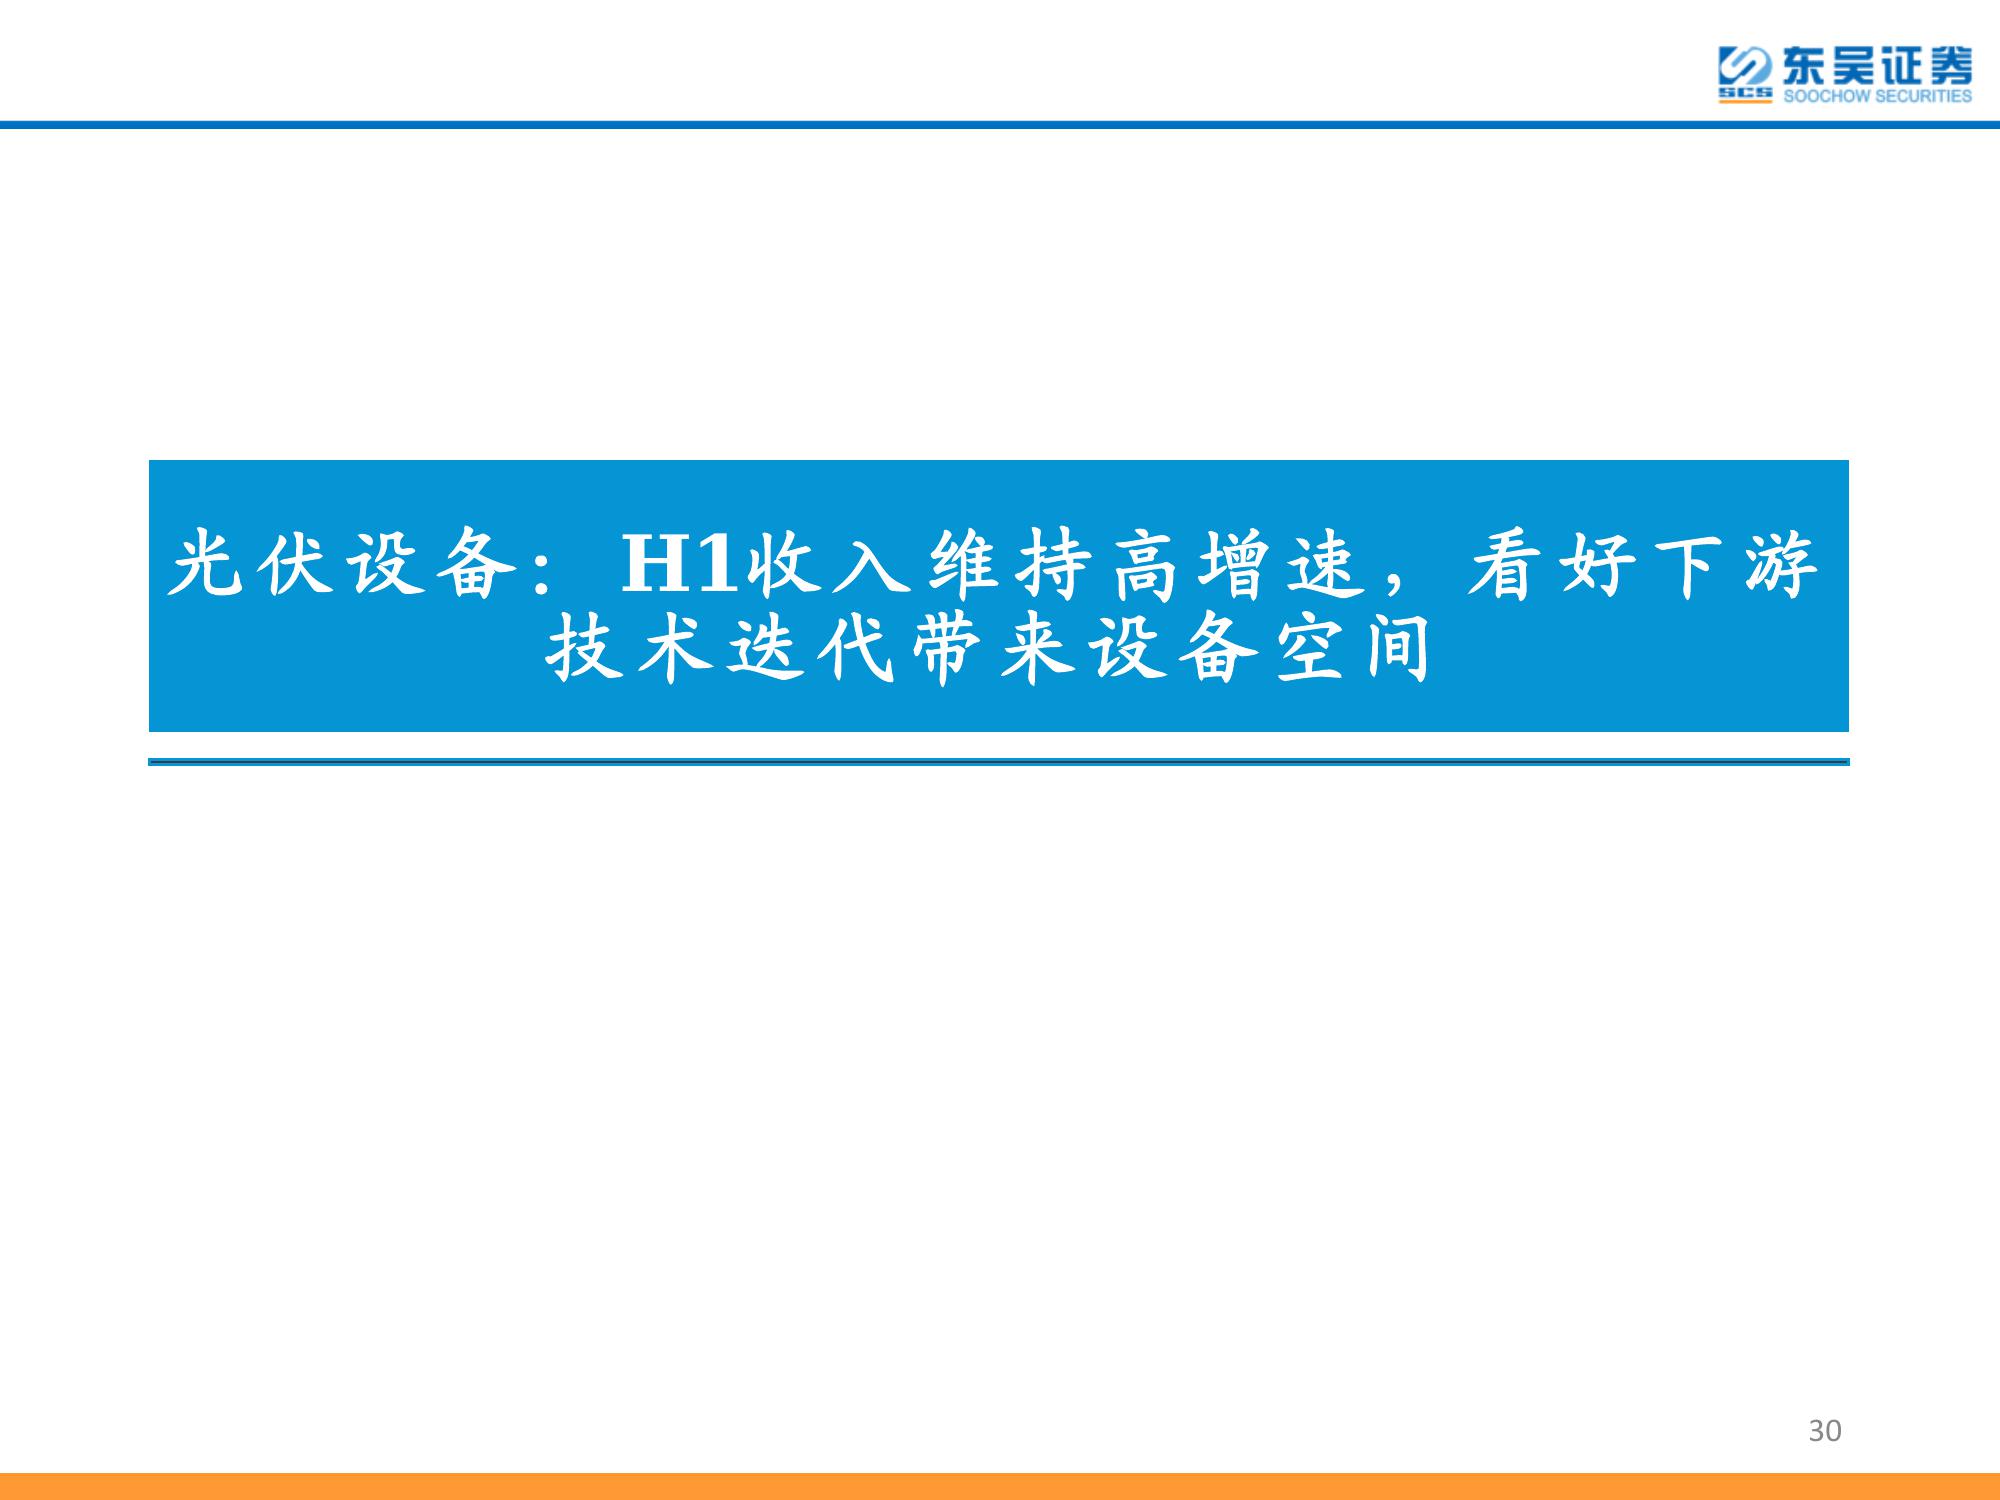 东吴证券
SCS
SOOCHOW SECURITIES
光伏设备：H1收入维持高增速，看好下游
技术迭代带来设备空间
30